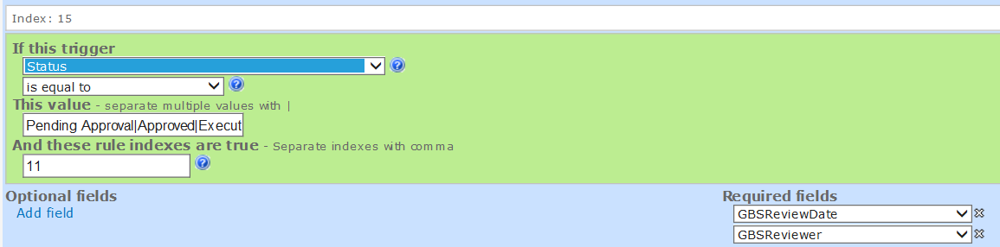 Index: 15
If this trigger
Status
is equal to
This value - separate multiple values with |
Pending Approval|Approved|Execut
And these rule indexes are true - Separate indexes with comma
11
Optional fields Required fields
Add field GBSReviewDate
GBSReviewer